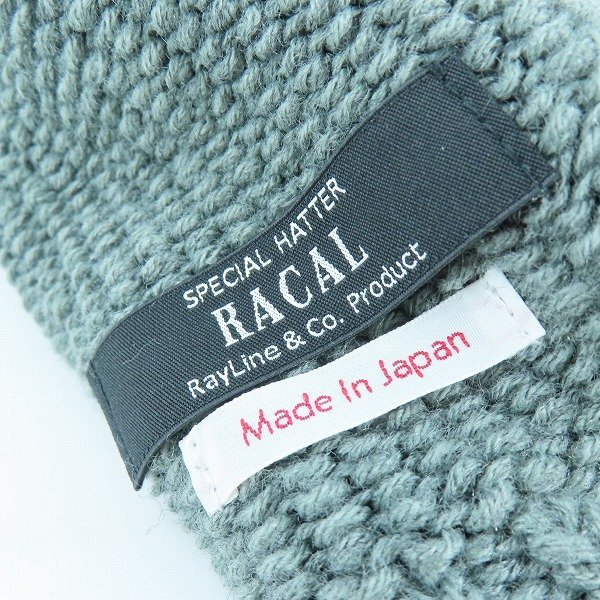 SPECIAL HATTER
RACAL
RayLine & Co. Product
Made In Japan